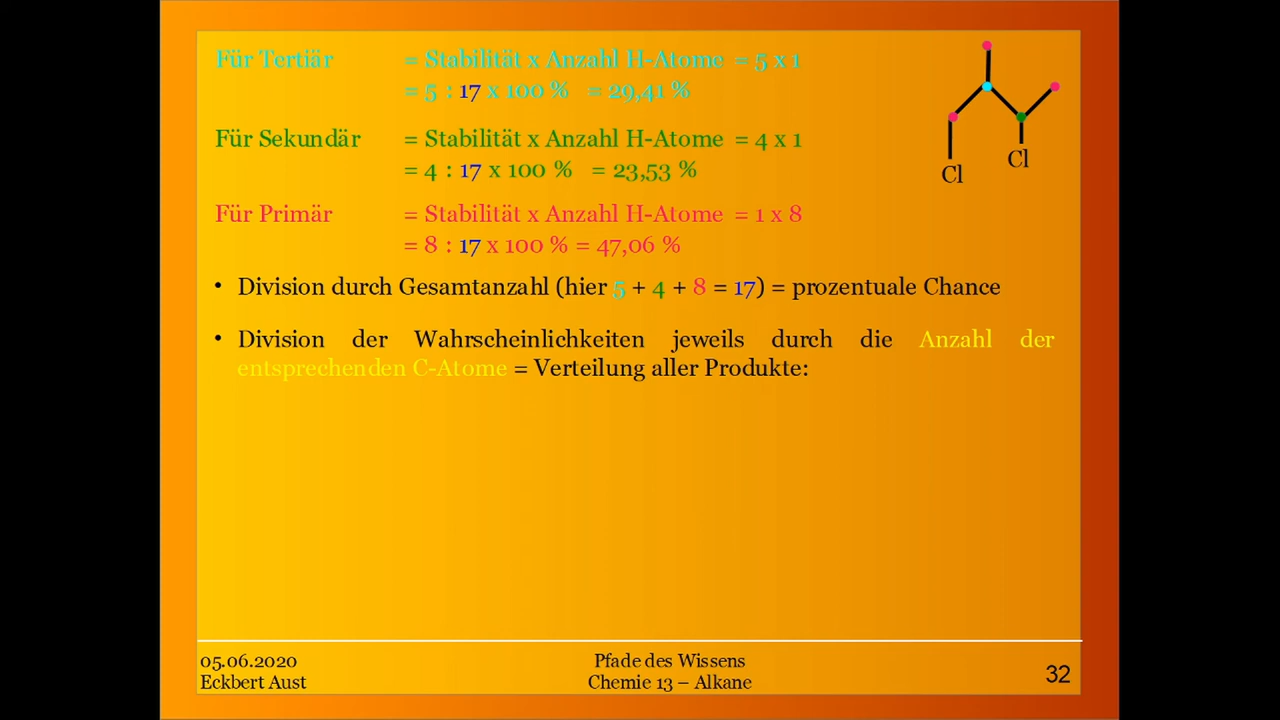 Für Tertiär = Stabilität x Anzahl H-Atome = 5 x 1
= 5 : 17 x 100 % = 29,41 %
Für Sekundär = Stabilität x Anzahl H-Atome = 4 x 1
= 4 : 17 x 100 % = 23,53 %
Für Primär = Stabilität x Anzahl H-Atome = 1 x 8
= 8 : 17 x 100 % = 47,06 %
Cl
Cl
• Division durch Gesamtanzahl (hier 5 + 4 + 8 = 17) = prozentuale Chance
• Division der Wahrscheinlichkeiten jeweils durch die Anzahl der
entsprechenden C-Atome = Verteilung aller Produkte:
05.06.2020
Eckbert Aust
Pfade des Wissens
Chemie 13 – Alkane
32